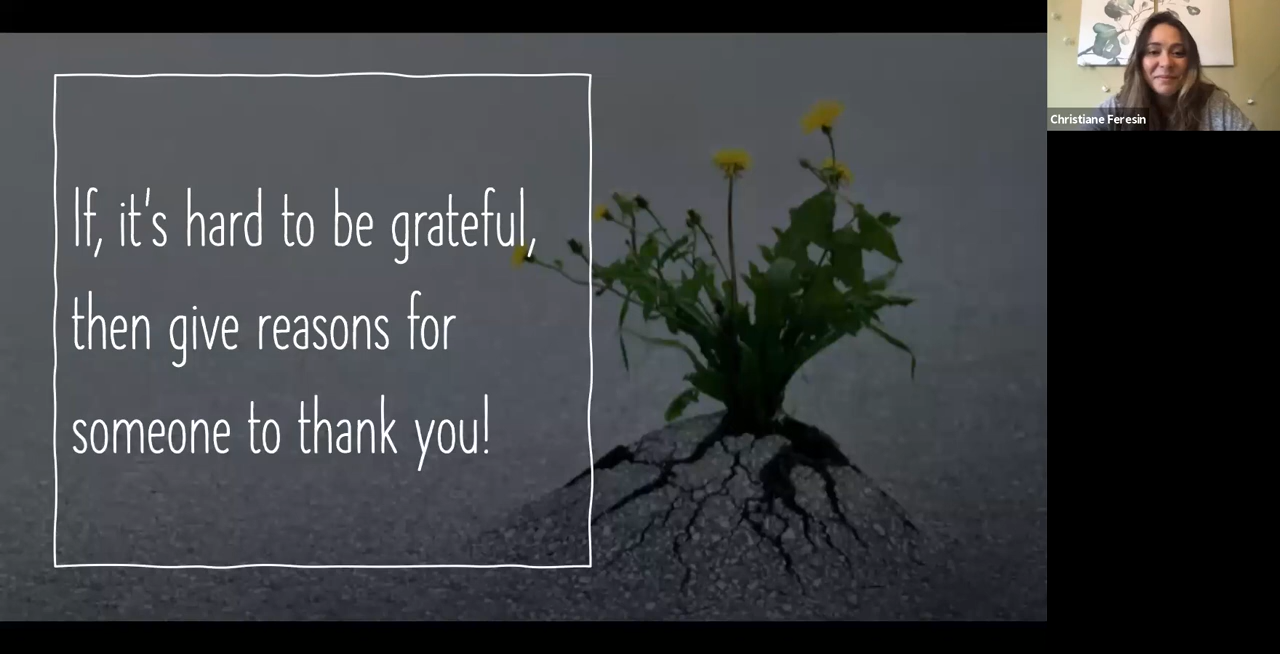 If, it's hard to be grateful,
then give reasons for
someone to thank you!
Christiane Feresin